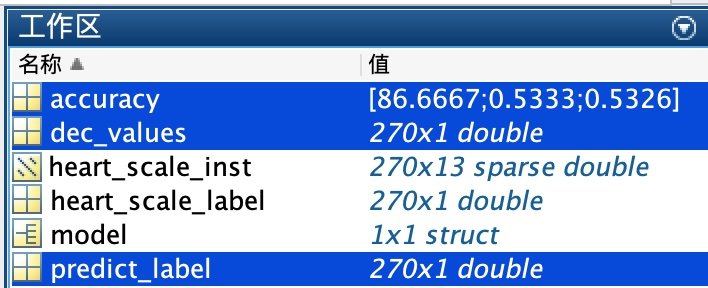 工作区
名称 值
accuracy [86.6667;0.5333;0.5326]
dec_values 270x1 double
heart_scale_inst 270x13 sparse double
heart_scale_label 270x1 double
model 1x1 struct
predict_label 270x1 double